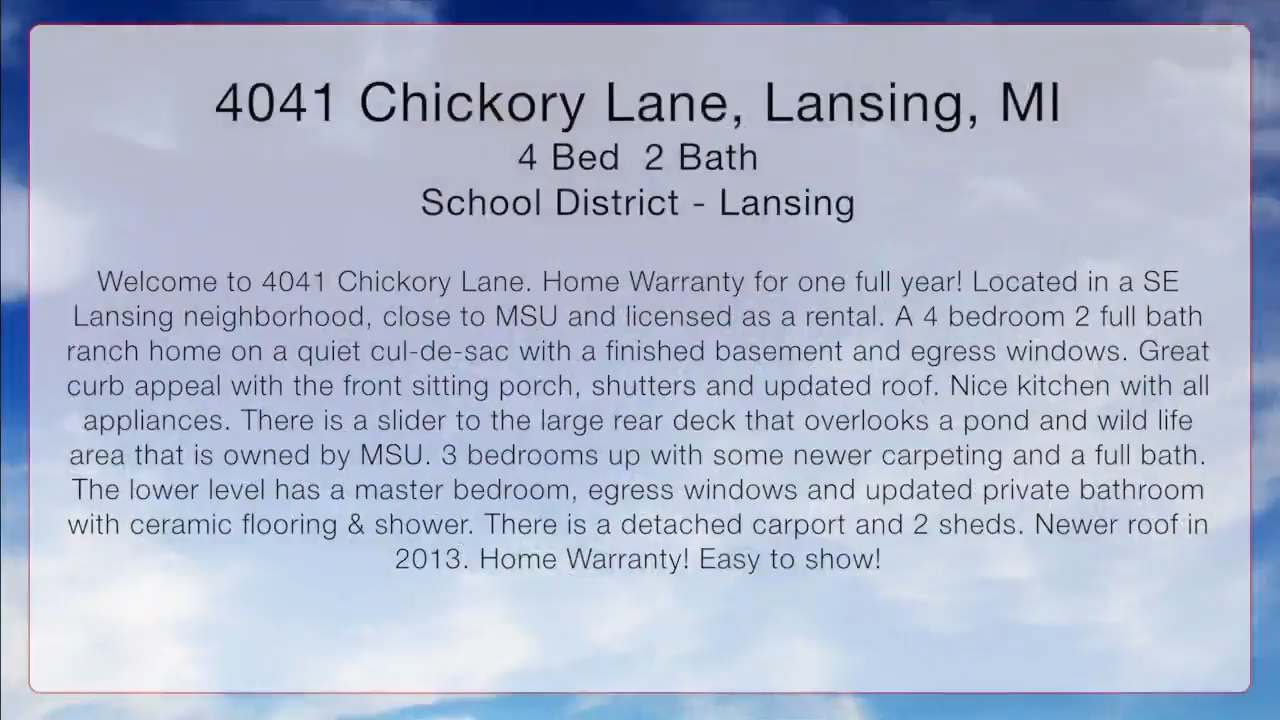 4041 Chickory Lane, Lansing, MI
4 Bed  2 Bath
School District - Lansing
Welcome to 4041 Chickory Lane. Home Warranty for one full year! Located in a SE
Lansing neighborhood, close to MSU and licensed as a rental. A 4 bedroom 2 full bath
ranch home on a quiet cul-de-sac with a finished basement and egress windows. Great
curb appeal with the front sitting porch, shutters and updated roof. Nice kitchen with all
appliances. There is a slider to the large rear deck that overlooks a pond and wild life
area that is owned by MSU. 3 bedrooms up with some newer carpeting and a full bath.
The lower level has a master bedroom, egress windows and updated private bathroom
with ceramic flooring & shower. There is a detached carport and 2 sheds. Newer roof in
2013. Home Warranty! Easy to show!